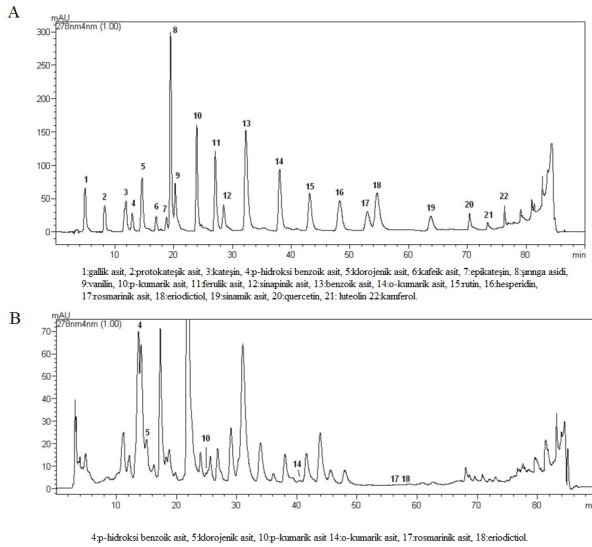 A
mAU
278nm4nm (1.00)
300
250
200
150
100
50
0
1 2 3 4 5 6 7 8 9 10 11 12 13 14 15 16 17 18 19 20 21 22
10 20 30 40 50 60 70 80 min
1:gallik asit, 2:protokateşik asit, 3:kateşin, 4:p-hidroksi benzoik asit, 5:klorojenik asit, 6:kafeik asit, 7:epikateşin, 8:şırınga asidi,
9:vanilin, 10:p-kumarik asit, 11:ferulik asit, 12:sinapinik asit, 13:benzoik asit, 14:o-kumarik asit, 15:rutin, 16:hesperidin,
17:rosmarinik asit, 18:eriodictiol, 19:sinamik asit, 20:quercetin, 21: luteolin 22:kamferol.
B
mAU
278nm4nm (1.00)
70
60
50
40
30
20
10
0
4 5 10 14 17 18
10 20 30 40 50 60 70 80
4:p-hidroksi benzoik asit, 5:klorojenik asit, 10:p-kumarik asit 14:o-kumarik asit, 17:rosmarinik asit, 18:eriodictiol.